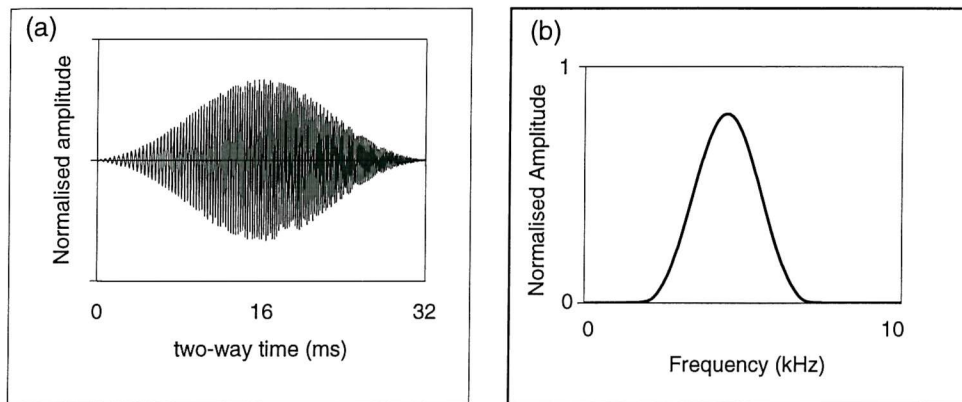 (a)
Normalised amplitude
0 16 32
two-way time (ms)
(b)
1
Normalised Amplitude
0
0 10
Frequency (kHz)